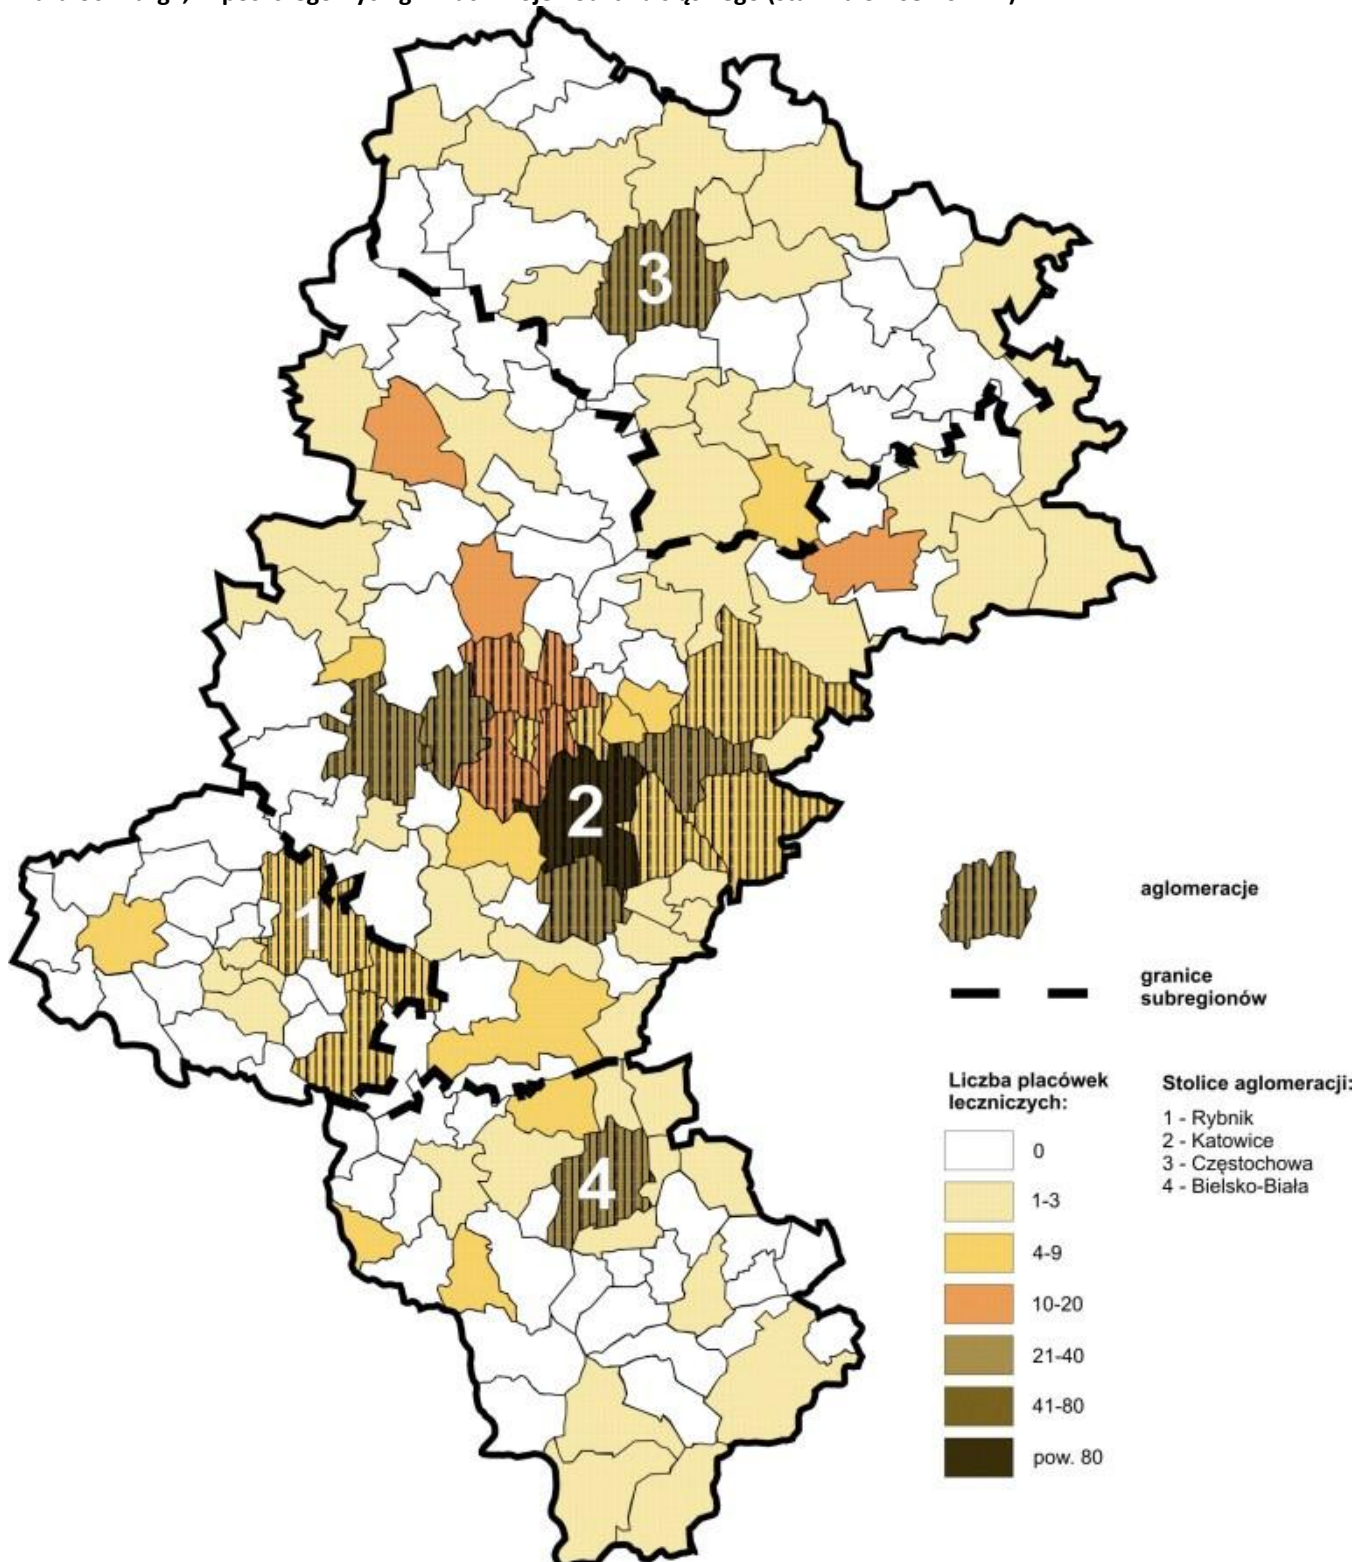 3
2
1
4
aglomeracje
granice
subregionów
Liczba placówek
leczniczych:
0
1-3
4-9
10-20
21-40
41-80
pow. 80
Stolice aglomeracji:
1 - Rybnik
2 - Katowice
3 - Częstochowa
4 - Bielsko-Biała